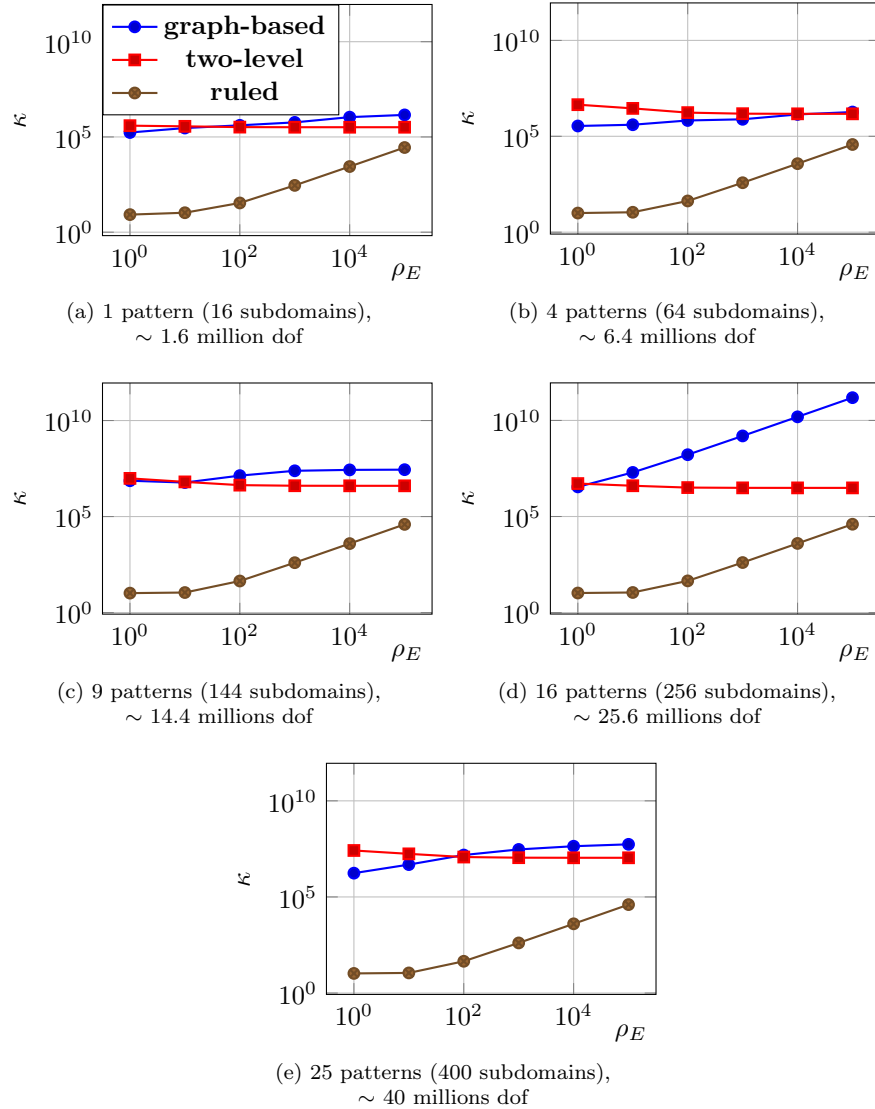 graph-based
two-level
ruled
10^10
10^5
10^0
κ
10^0
10^2
10^4
ρ_E
(a) 1 pattern (16 subdomains),
∼ 1.6 million dof
10^10
10^5
10^0
κ
10^0
10^2
10^4
ρ_E
(b) 4 patterns (64 subdomains),
∼ 6.4 millions dof
10^10
10^5
10^0
κ
10^0
10^2
10^4
ρ_E
(c) 9 patterns (144 subdomains),
∼ 14.4 millions dof
10^10
10^5
10^0
κ
10^0
10^2
10^4
ρ_E
(d) 16 patterns (256 subdomains),
∼ 25.6 millions dof
10^10
10^5
10^0
κ
10^0
10^2
10^4
ρ_E
(e) 25 patterns (400 subdomains),
∼ 40 millions dof